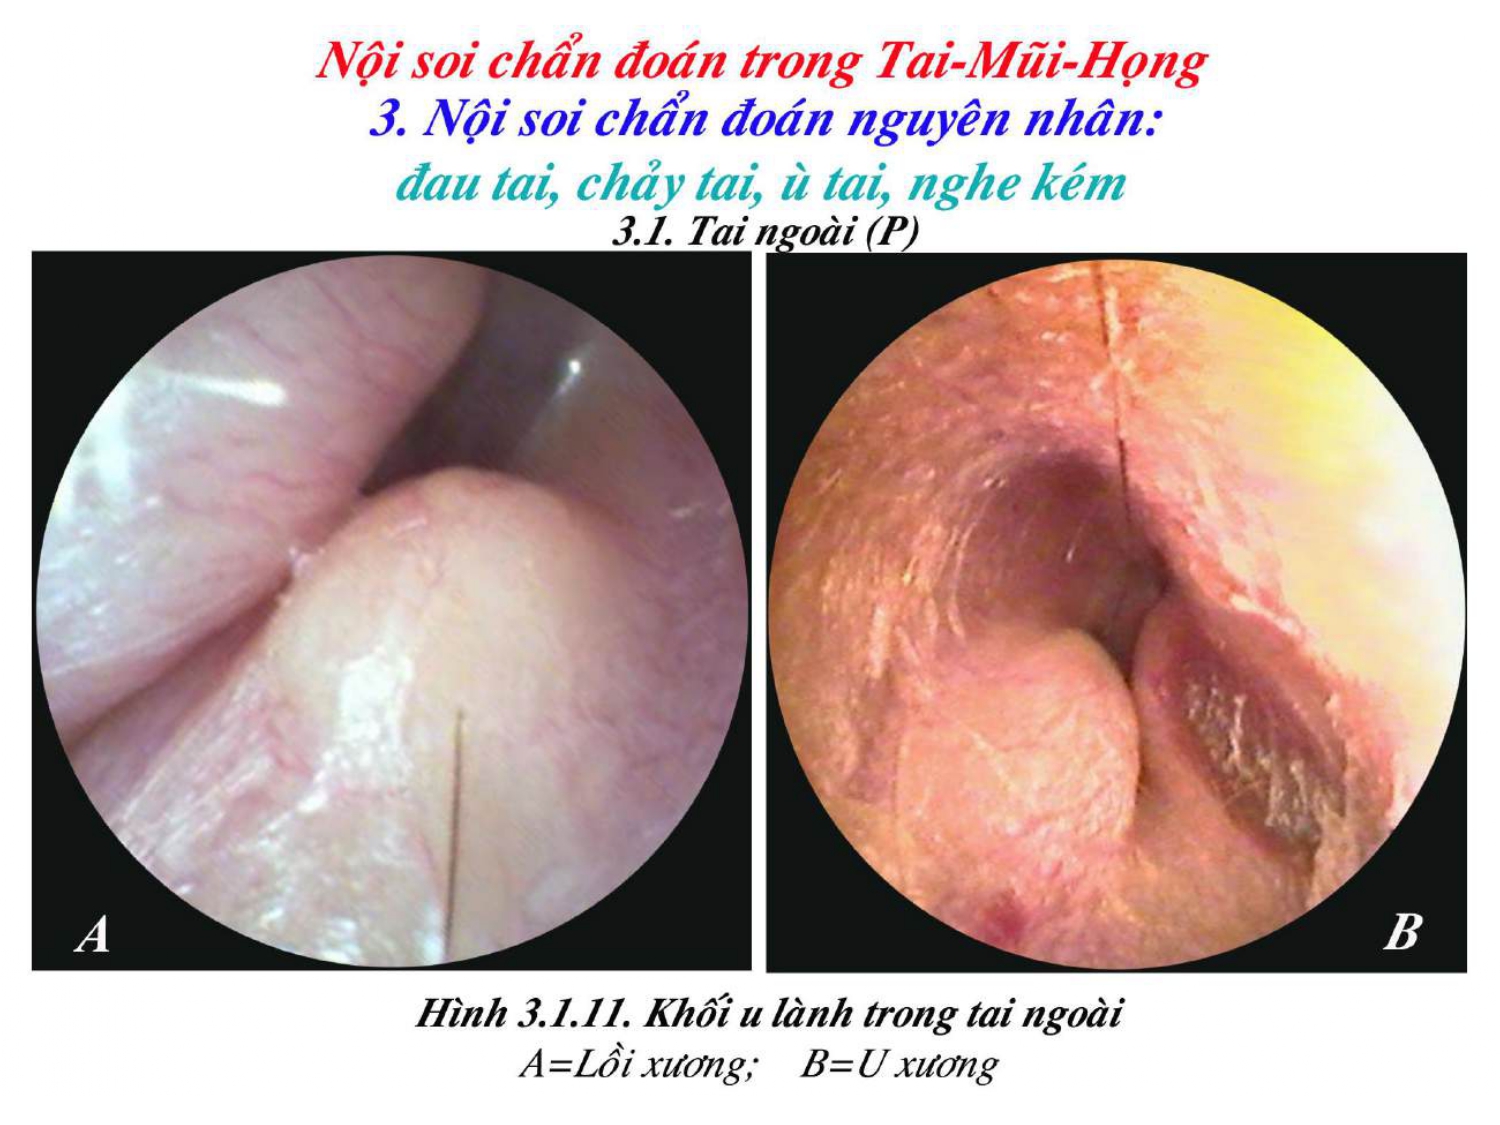 Nội soi chẩn đoán trong Tai-Mũi-Họng
3. Nội soi chẩn đoán nguyên nhân:
đau tai, chảy tai, ù tai, nghe kém
3.1. Tai ngoài (P)
A
B
Hình 3.1.11. Khối u lành trong tai ngoài
A=Lồi xương; B=U xương